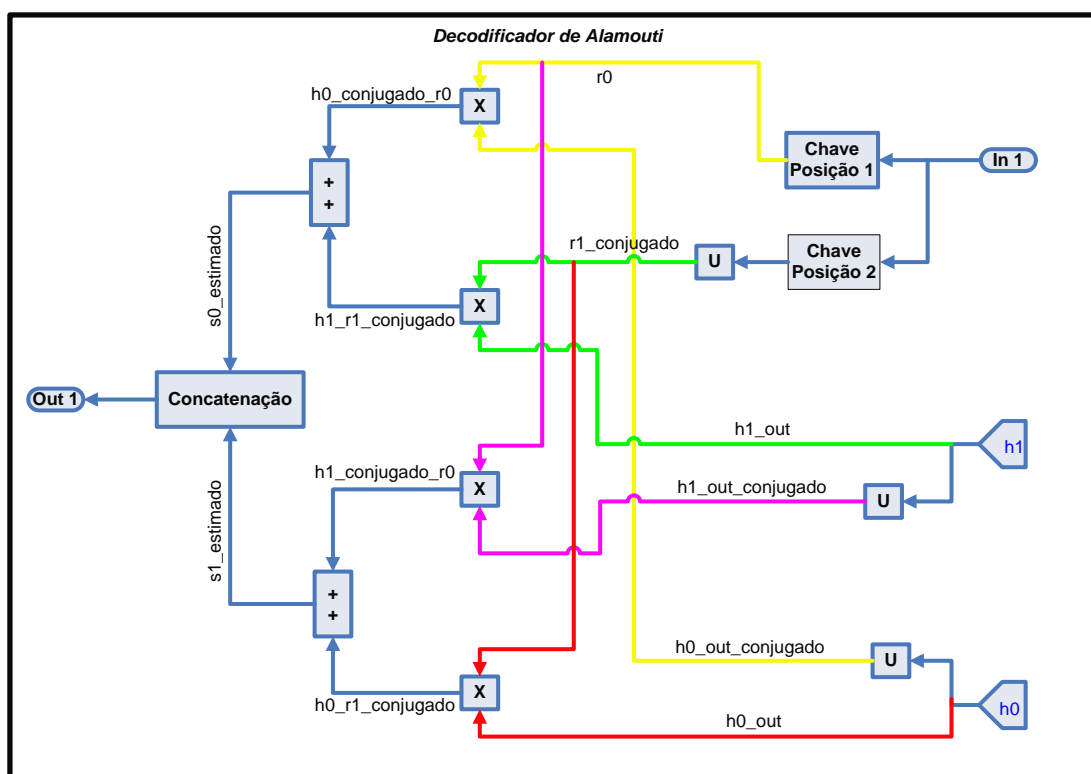 Decodificador de Alamouti
r0
h0_conjugado_r0
X
Chave
Posição 1
In 1
+
+
r1_conjugado
U
Chave
Posição 2
s0_estimado
X
h1_r1_conjugado
Out 1
Concatenação
h1_out
h1
h1_conjugado_r0
X
h1_out_conjugado
U
s1_estimado
+
+
h0_out_conjugado
U
X
h0_r1_conjugado
h0_out
h0